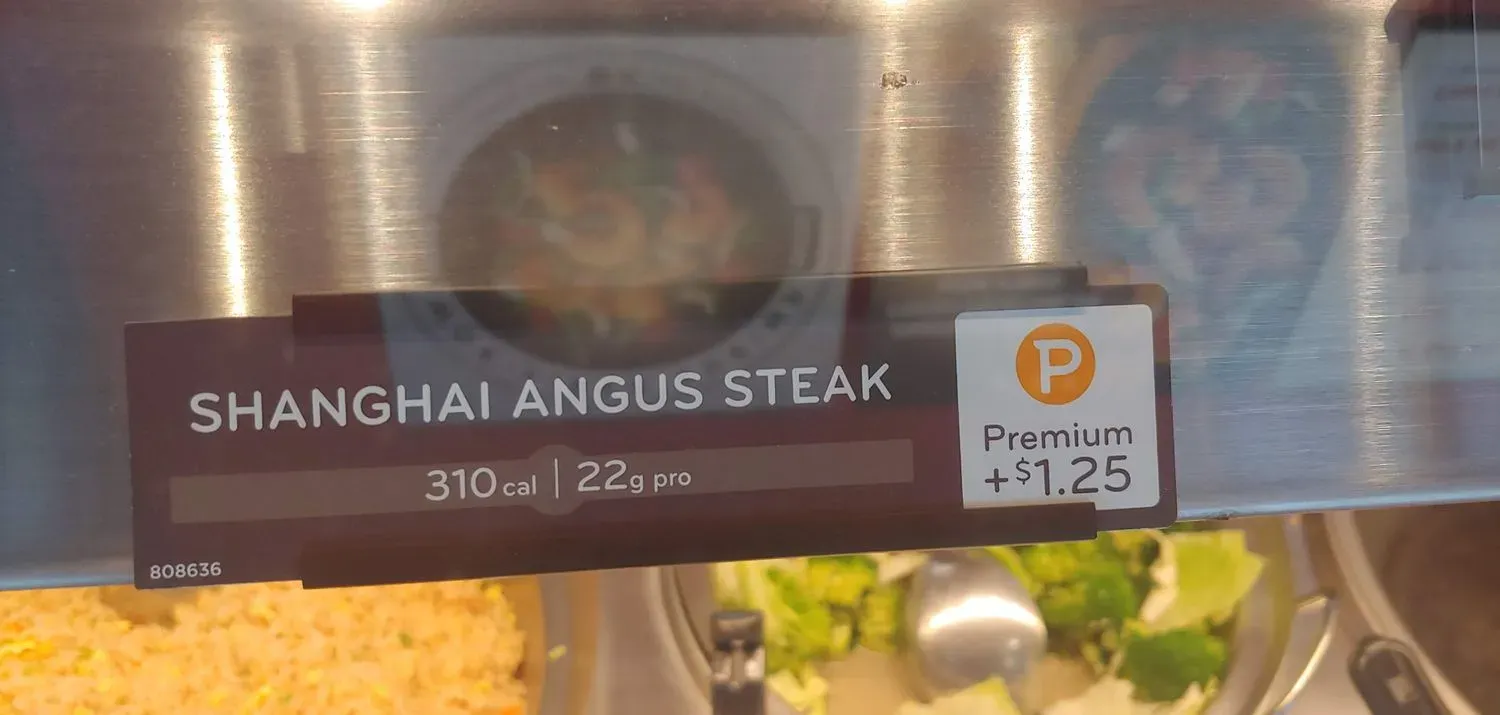 SHANGHAI ANGUS STEAK
310 cal | 22g pro
P
Premium
+$1.25
808636